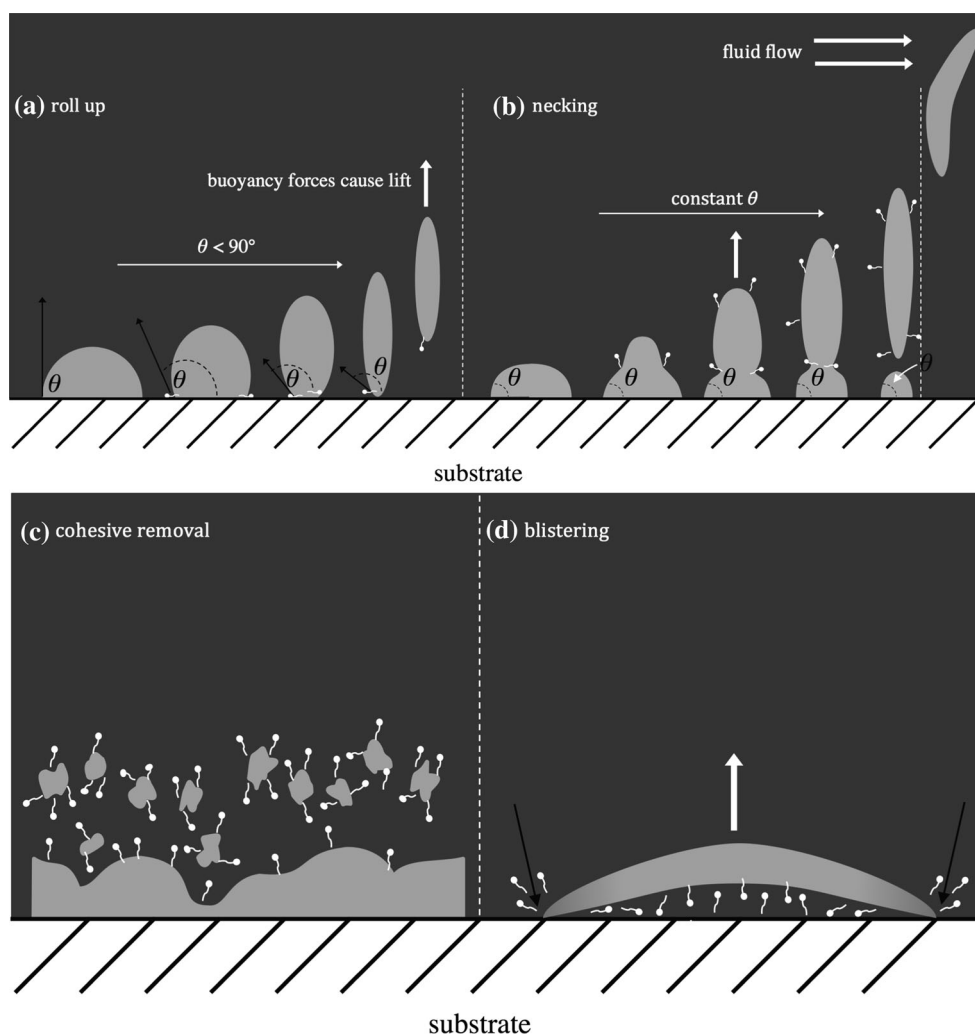 fluid flow
(a) roll up
(b) necking
buoyancy forces cause lift
constant θ
θ < 90°
θ
θ
θ
θ
θ
θ
θ
θ
θ
substrate
(c) cohesive removal
(d) blistering
substrate